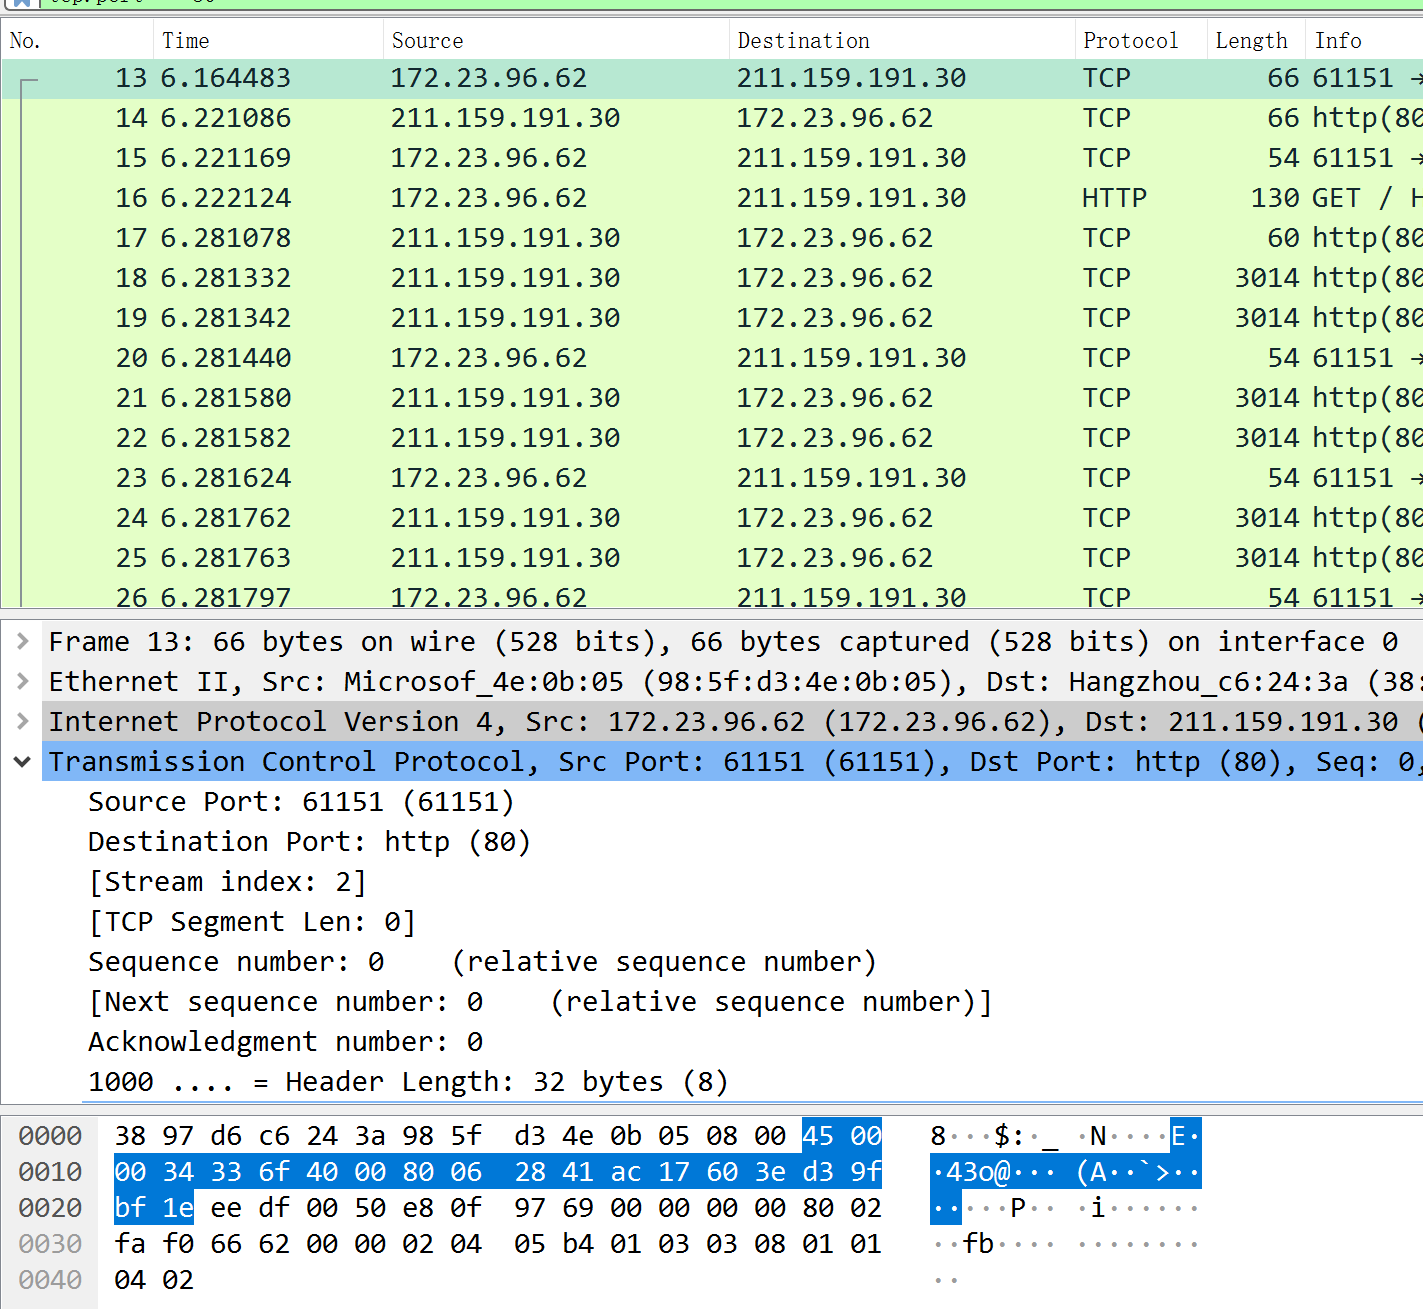 No. Time Source Destination Protocol Length Info
13 6.164483 172.23.96.62 211.159.191.30 TCP 66 61151 →
14 6.221086 211.159.191.30 172.23.96.62 TCP 66 http(80
15 6.221169 172.23.96.62 211.159.191.30 TCP 54 61151 →
16 6.222124 172.23.96.62 211.159.191.30 HTTP 130 GET / H
17 6.281078 211.159.191.30 172.23.96.62 TCP 60 http(80
18 6.281332 211.159.191.30 172.23.96.62 TCP 3014 http(80
19 6.281342 211.159.191.30 172.23.96.62 TCP 3014 http(80
20 6.281440 172.23.96.62 211.159.191.30 TCP 54 61151 →
21 6.281580 211.159.191.30 172.23.96.62 TCP 3014 http(80
22 6.281582 211.159.191.30 172.23.96.62 TCP 3014 http(80
23 6.281624 172.23.96.62 211.159.191.30 TCP 54 61151 →
24 6.281762 211.159.191.30 172.23.96.62 TCP 3014 http(80
25 6.281763 211.159.191.30 172.23.96.62 TCP 3014 http(80
26 6.281797 172.23.96.62 211.159.191.30 TCP 54 61151 →
Frame 13: 66 bytes on wire (528 bits), 66 bytes captured (528 bits) on interface 0
Ethernet II, Src: Microsof_4e:0b:05 (98:5f:d3:4e:0b:05), Dst: Hangzhou_c6:24:3a (38:
Internet Protocol Version 4, Src: 172.23.96.62 (172.23.96.62), Dst: 211.159.191.30 (
Transmission Control Protocol, Src Port: 61151 (61151), Dst Port: http (80), Seq: 0,
Source Port: 61151 (61151)
Destination Port: http (80)
[Stream index: 2]
[TCP Segment Len: 0]
Sequence number: 0 (relative sequence number)
[Next sequence number: 0 (relative sequence number)]
Acknowledgment number: 0
1000 .... = Header Length: 32 bytes (8)
0000 38 97 d6 c6 24 3a 98 5f d3 4e 0b 05 08 00 45 00 8···$:·_ ·N····E·
0010 00 34 33 6f 40 00 80 06 28 41 ac 17 60 3e d3 9f ·43o@··· (A··`>··
0020 bf 1e ee df 00 50 e8 0f 97 69 00 00 00 00 80 02 ·····P·· ·i······
0030 fa f0 66 62 00 00 02 04 05 b4 01 03 03 08 01 01 ··fb···· ········
0040 04 02 ··